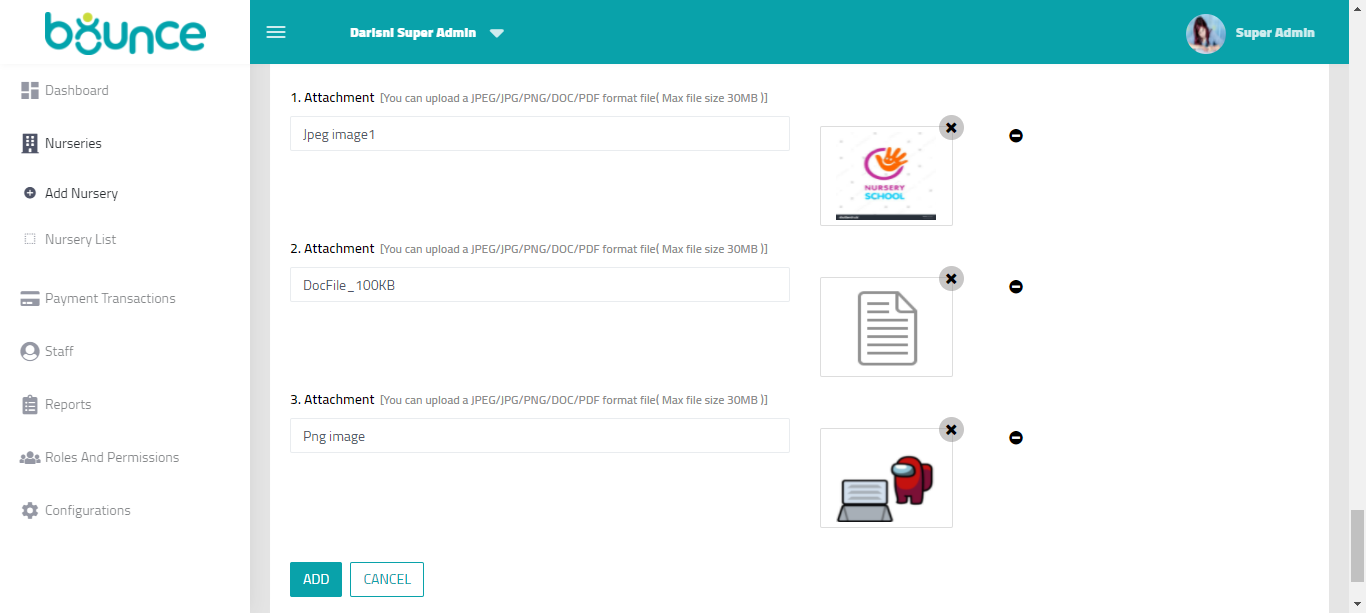 bounce
Darisni Super Admin
Super Admin
Dashboard
Nurseries
Add Nursery
Nursery List
Payment Transactions
Staff
Reports
Roles And Permissions
Configurations
1. Attachment [You can upload a JPEG/JPG/PNG/DOC/PDF format file( Max file size 30MB )]
Jpeg image1
NURSERY
SCHOOL
2. Attachment [You can upload a JPEG/JPG/PNG/DOC/PDF format file( Max file size 30MB )]
DocFile_100KB
3. Attachment [You can upload a JPEG/JPG/PNG/DOC/PDF format file( Max file size 30MB )]
Png image
ADD
CANCEL